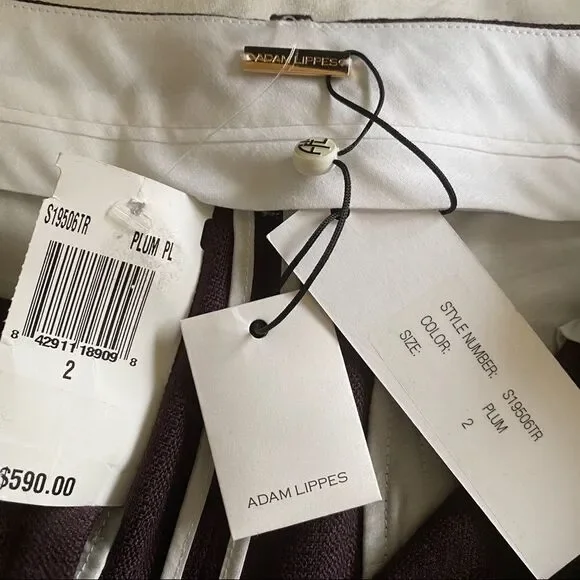 ADAM LIPPES
AL
S19506TR
PLUM PL
8 42911 18909 8
2
$590.00
ADAM LIPPES
STYLE NUMBER: S19506TR
COLOR: PLUM
SIZE: 2